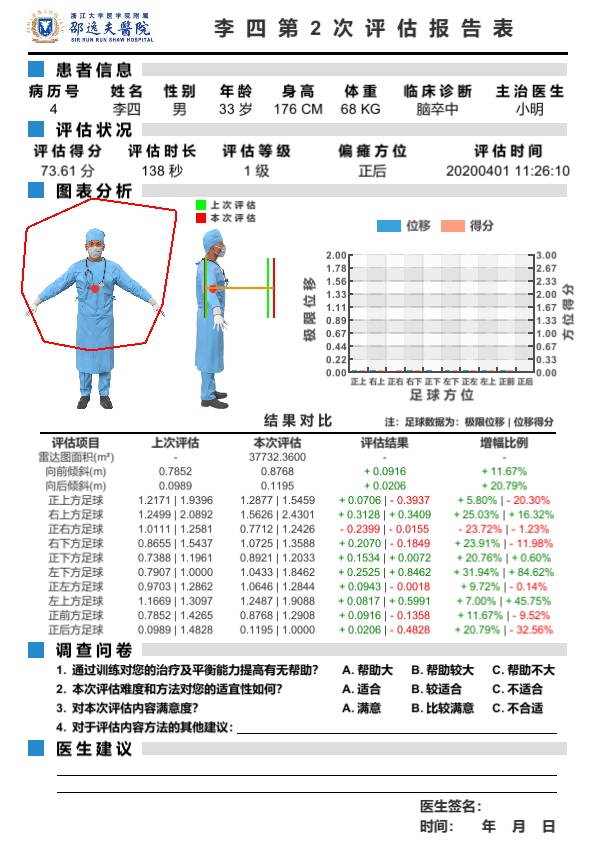 浙江大学医学院附属
邵逸夫醫院
SIR RUN RUN SHAW HOSPITAL
李四第2次评估报告表
患者信息
病历号 姓名 性别 年龄 身高 体重 临床诊断 主治医生
4 李四 男 33 岁 176 CM 68 KG 脑卒中 小明
评估状况
评估得分 评估时长 评估等级 偏瘫方位 评估时间
73.61 分 138 秒 1 级 正后 20200401 11:26:10
图表分析
上次评估
本次评估
位移 得分
极限位移
2.00
1.78
1.56
1.33
1.11
0.89
0.67
0.44
0.22
0.00
3.00
2.67
2.33
2.00
1.67
1.33
1.00
0.67
0.33
0.00
方位得分
正上 右上 正右 右下 正下 左下 正左 左上 正前 正后
足球方位
结果对比 注：足球数据为：极限位移 | 位移得分
评估项目 上次评估 本次评估 评估结果 增幅比例
雷达图面积(m²) - 37732.3600 - -
向前倾斜(m) 0.7852 0.8768 + 0.0916 + 11.67%
向后倾斜(m) 0.0989 0.1195 + 0.0206 + 20.79%
正上方足球 1.2171 | 1.9396 1.2877 | 1.5459 + 0.0706 | - 0.3937 + 5.80% | - 20.30%
右上方足球 1.2499 | 2.0892 1.5626 | 2.4301 + 0.3128 | + 0.3409 + 25.03% | + 16.32%
正右方足球 1.0111 | 1.2581 0.7712 | 1.2426 - 0.2399 | - 0.0155 - 23.72% | - 1.23%
右下方足球 0.8655 | 1.5437 1.0725 | 1.3588 + 0.2070 | - 0.1849 + 23.91% | - 11.98%
正下方足球 0.7388 | 1.1961 0.8921 | 1.2033 + 0.1534 | + 0.0072 + 20.76% | + 0.60%
左下方足球 0.7907 | 1.0000 1.0433 | 1.8462 + 0.2525 | + 0.8462 + 31.94% | + 84.62%
正左方足球 0.9703 | 1.2862 1.0646 | 1.2844 + 0.0943 | - 0.0018 + 9.72% | - 0.14%
左上方足球 1.1669 | 1.3097 1.2487 | 1.9088 + 0.0817 | + 0.5991 + 7.00% | + 45.75%
正前方足球 0.7852 | 1.4265 0.8768 | 1.2908 + 0.0916 | - 0.1358 + 11.67% | - 9.52%
正后方足球 0.0989 | 1.4828 0.1195 | 1.0000 + 0.0206 | - 0.4828 + 20.79% | - 32.56%
调查问卷
1. 通过训练对您的治疗及平衡能力提高有无帮助？ A. 帮助大 B. 帮助较大 C. 帮助不大
2. 本次评估难度和方法对您的适宜性如何？ A. 适合 B. 较适合 C. 不适合
3. 对本次评估内容满意度？ A. 满意 B. 比较满意 C. 不合适
4. 对于评估内容方法的其他建议：
医生建议
医生签名：
时间： 年 月 日